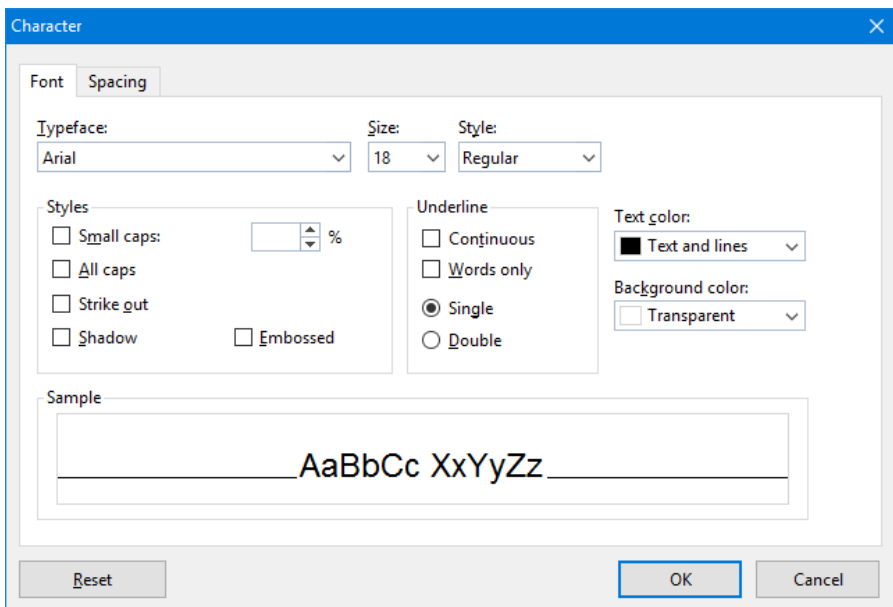 Character
Font Spacing
Typeface: Size: Style:
Arial 18 Regular
Styles Underline Text color:
Small caps: % Continuous Text and lines
All caps Words only Background color:
Strike out Single Transparent
Shadow Embossed Double
Sample
AaBbCc XxYyZz
Reset OK Cancel